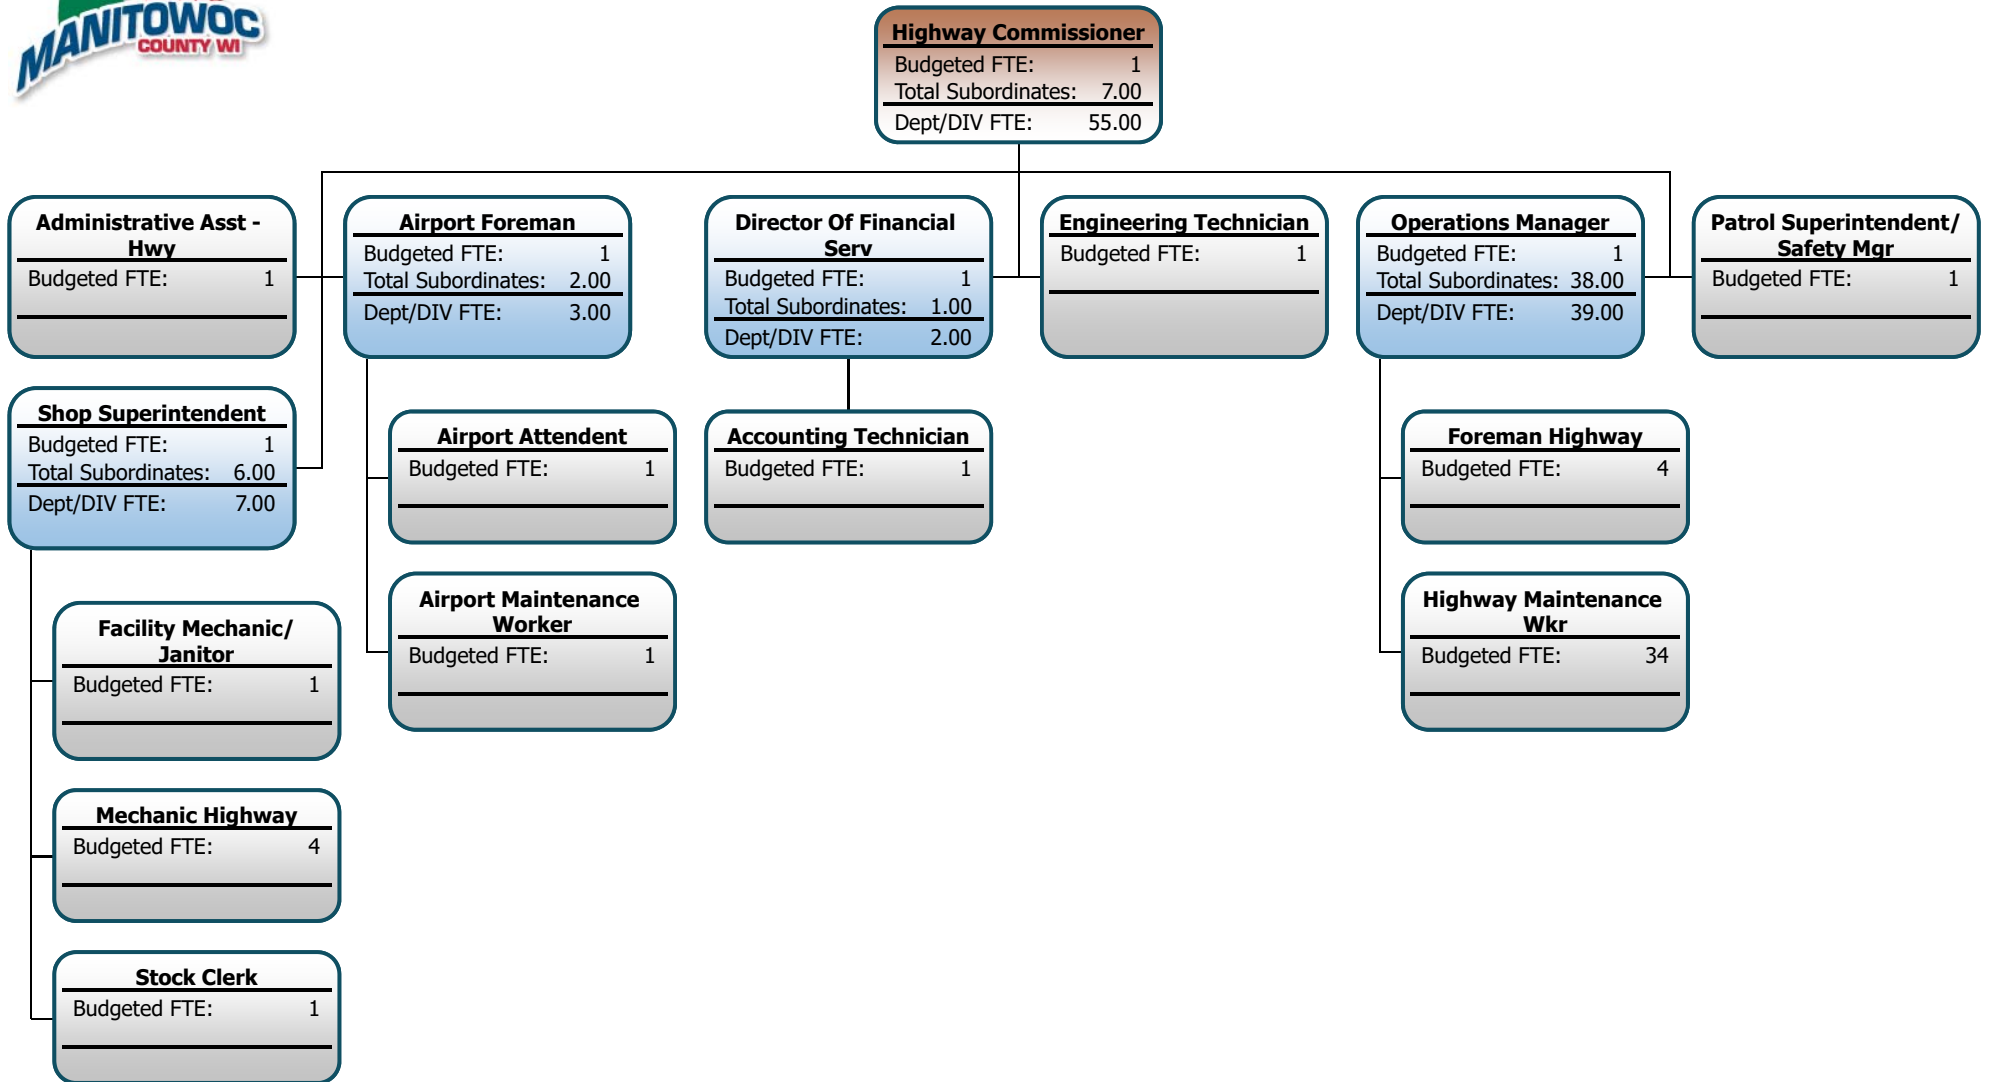 MANITOWOC
COUNTY WI
Highway Commissioner
Budgeted FTE: 1
Total Subordinates: 7.00
Dept/DIV FTE: 55.00
Administrative Asst -
Hwy
Budgeted FTE: 1
Airport Foreman
Budgeted FTE: 1
Total Subordinates: 2.00
Dept/DIV FTE: 3.00
Director Of Financial
Serv
Budgeted FTE: 1
Total Subordinates: 1.00
Dept/DIV FTE: 2.00
Engineering Technician
Budgeted FTE: 1
Operations Manager
Budgeted FTE: 1
Total Subordinates: 38.00
Dept/DIV FTE: 39.00
Patrol Superintendent/
Safety Mgr
Budgeted FTE: 1
Shop Superintendent
Budgeted FTE: 1
Total Subordinates: 6.00
Dept/DIV FTE: 7.00
Airport Attendent
Budgeted FTE: 1
Accounting Technician
Budgeted FTE: 1
Foreman Highway
Budgeted FTE: 4
Airport Maintenance
Worker
Budgeted FTE: 1
Highway Maintenance
Wkr
Budgeted FTE: 34
Facility Mechanic/
Janitor
Budgeted FTE: 1
Mechanic Highway
Budgeted FTE: 4
Stock Clerk
Budgeted FTE: 1